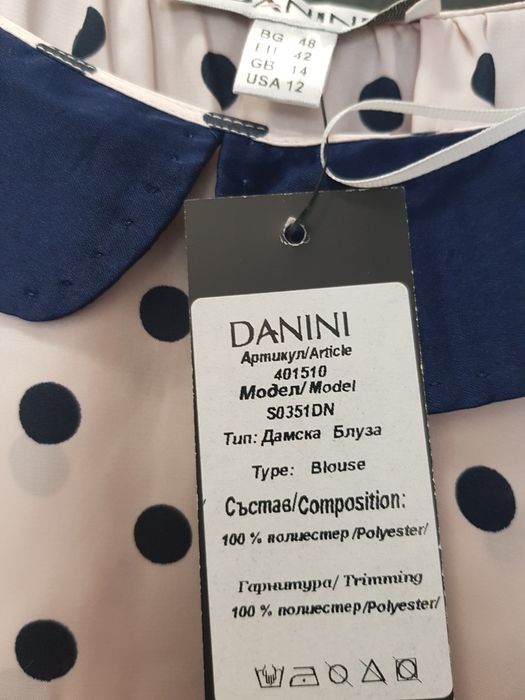 DANINI
BG 48
EU 42
GB 14
USA 12
DANINI
Артикул/Article
401510
Модел/ Model
S0351DN
Тип: Дамска Блуза
Type: Blouse
Състав/Composition:
100 % полиестер /Polyester/
Гарнитура/ Trimming
100 % полиестер /Polyester/